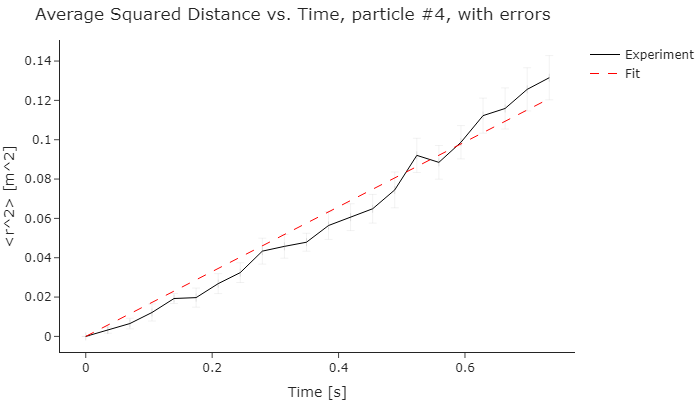 Average Squared Distance vs. Time, particle #4, with errors
Experiment
Fit
0.14
0.12
0.1
0.08
0.06
0.04
0.02
0
<r^2> [m^2]
0
0.2
0.4
0.6
Time [s]